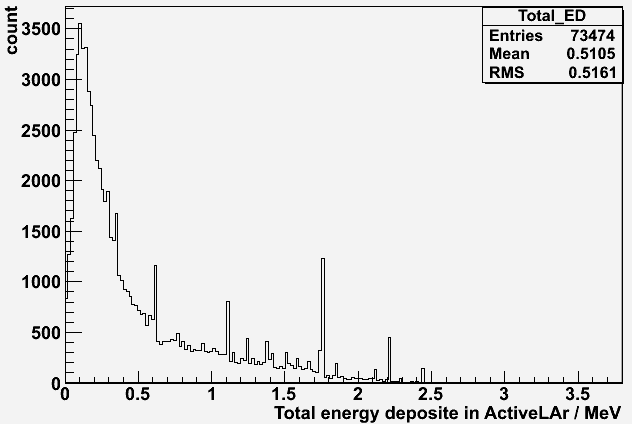 Total_ED
Entries 73474
Mean 0.5105
RMS 0.5161
count
3500
3000
2500
2000
1500
1000
500
0
0 0.5 1 1.5 2 2.5 3 3.5
Total energy deposite in ActiveLAr / MeV